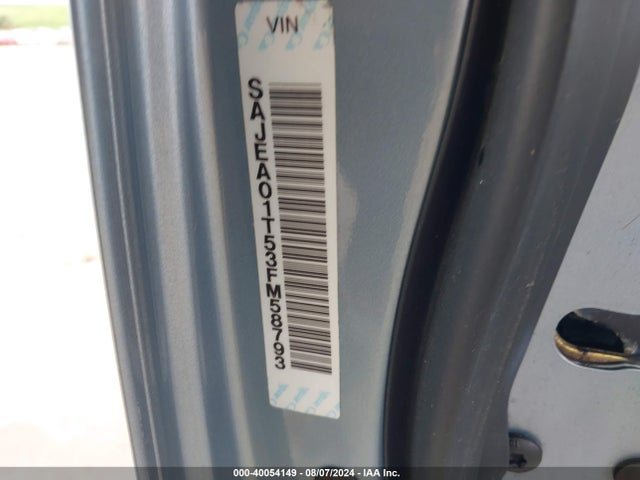 VIN
SAJEA01T53FM58793
000-40054149 - 08/07/2024 - IAA Inc.